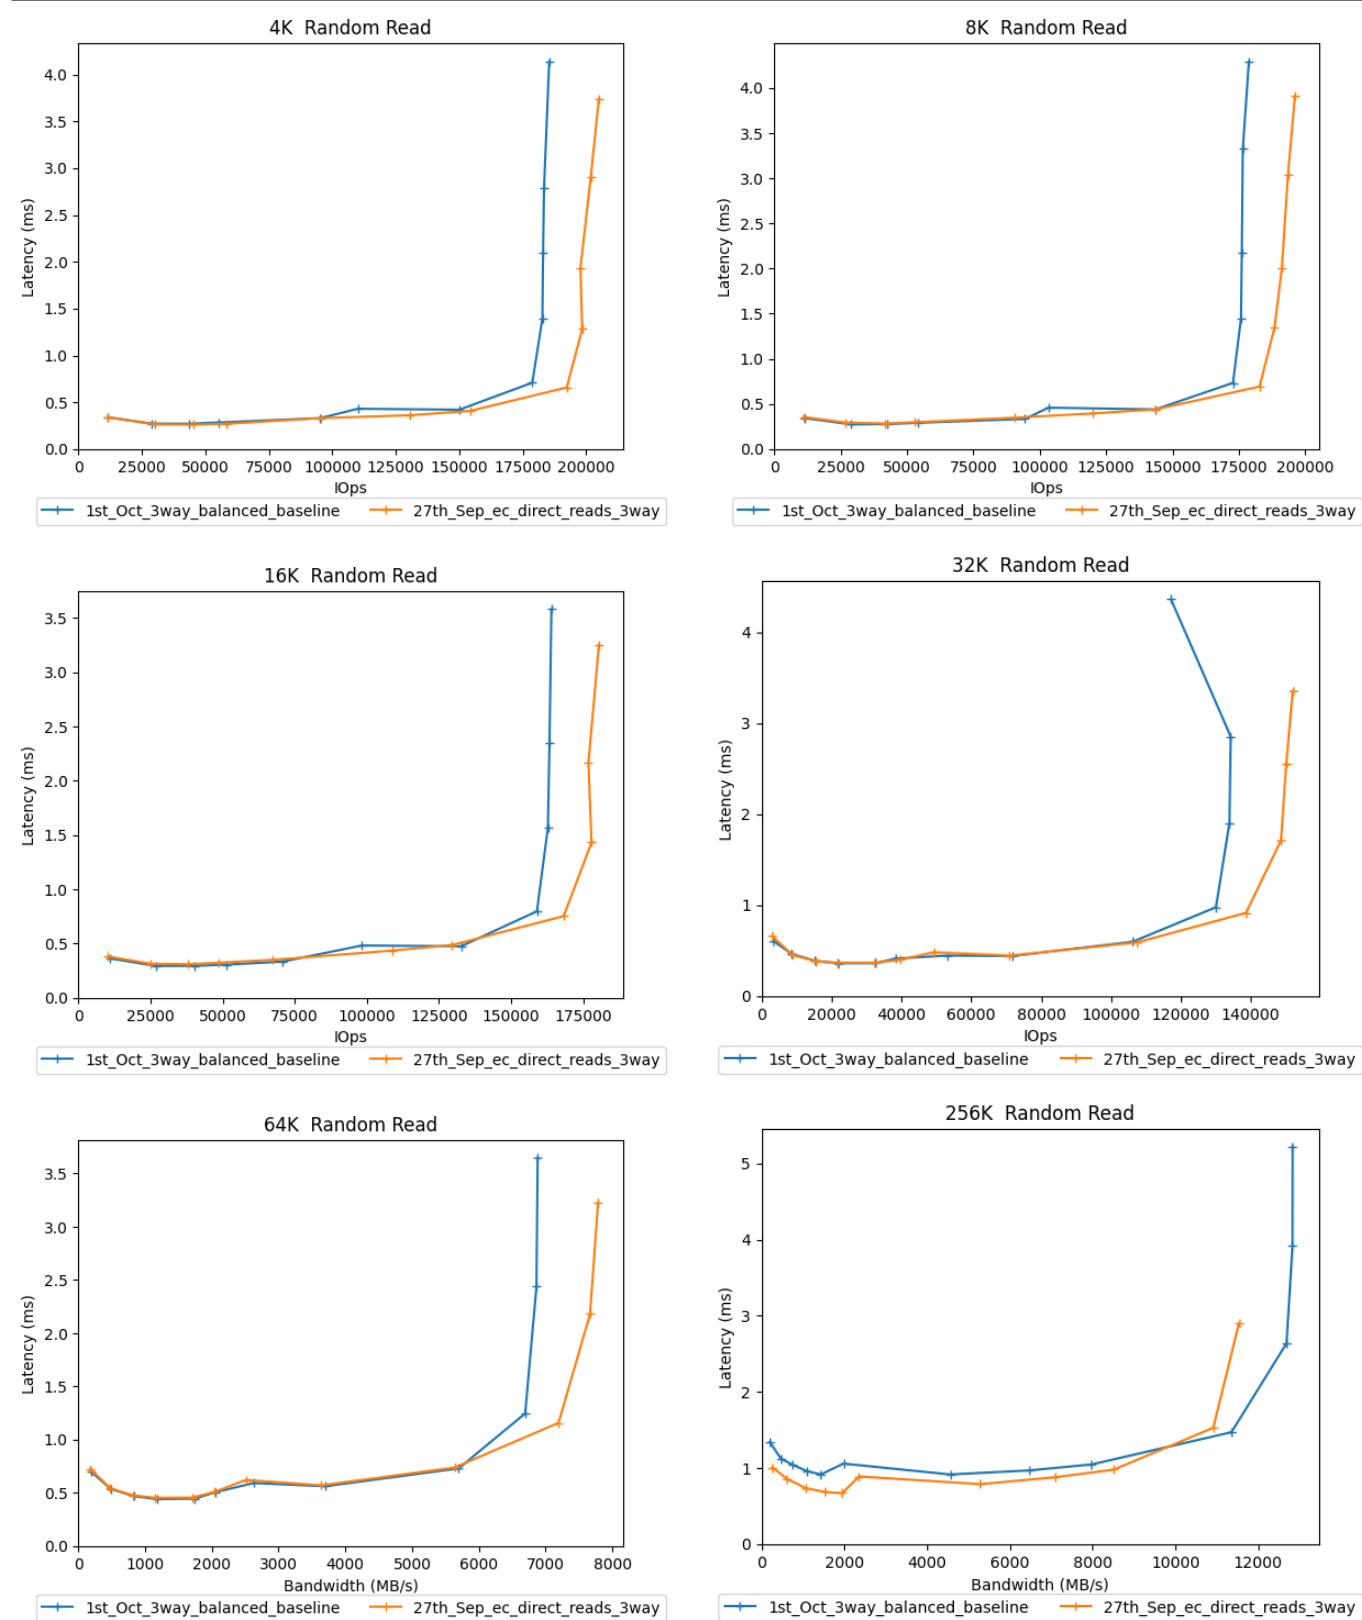 4K  Random Read
4.0
3.5
3.0
2.5
2.0
1.5
1.0
0.5
0.0
Latency (ms)
0 25000 50000 75000 100000 125000 150000 175000 200000
IOps
1st_Oct_3way_balanced_baseline 27th_Sep_ec_direct_reads_3way
8K  Random Read
4.0
3.5
3.0
2.5
2.0
1.5
1.0
0.5
0.0
Latency (ms)
0 25000 50000 75000 100000 125000 150000 175000 200000
IOps
1st_Oct_3way_balanced_baseline 27th_Sep_ec_direct_reads_3way
16K  Random Read
3.5
3.0
2.5
2.0
1.5
1.0
0.5
0.0
Latency (ms)
0 25000 50000 75000 100000 125000 150000 175000
IOps
1st_Oct_3way_balanced_baseline 27th_Sep_ec_direct_reads_3way
32K  Random Read
4
3
2
1
0
Latency (ms)
0 20000 40000 60000 80000 100000 120000 140000
IOps
1st_Oct_3way_balanced_baseline 27th_Sep_ec_direct_reads_3way
64K  Random Read
3.5
3.0
2.5
2.0
1.5
1.0
0.5
0.0
Latency (ms)
0 1000 2000 3000 4000 5000 6000 7000 8000
Bandwidth (MB/s)
1st_Oct_3way_balanced_baseline 27th_Sep_ec_direct_reads_3way
256K  Random Read
5
4
3
2
1
0
Latency (ms)
0 2000 4000 6000 8000 10000 12000
Bandwidth (MB/s)
1st_Oct_3way_balanced_baseline 27th_Sep_ec_direct_reads_3way